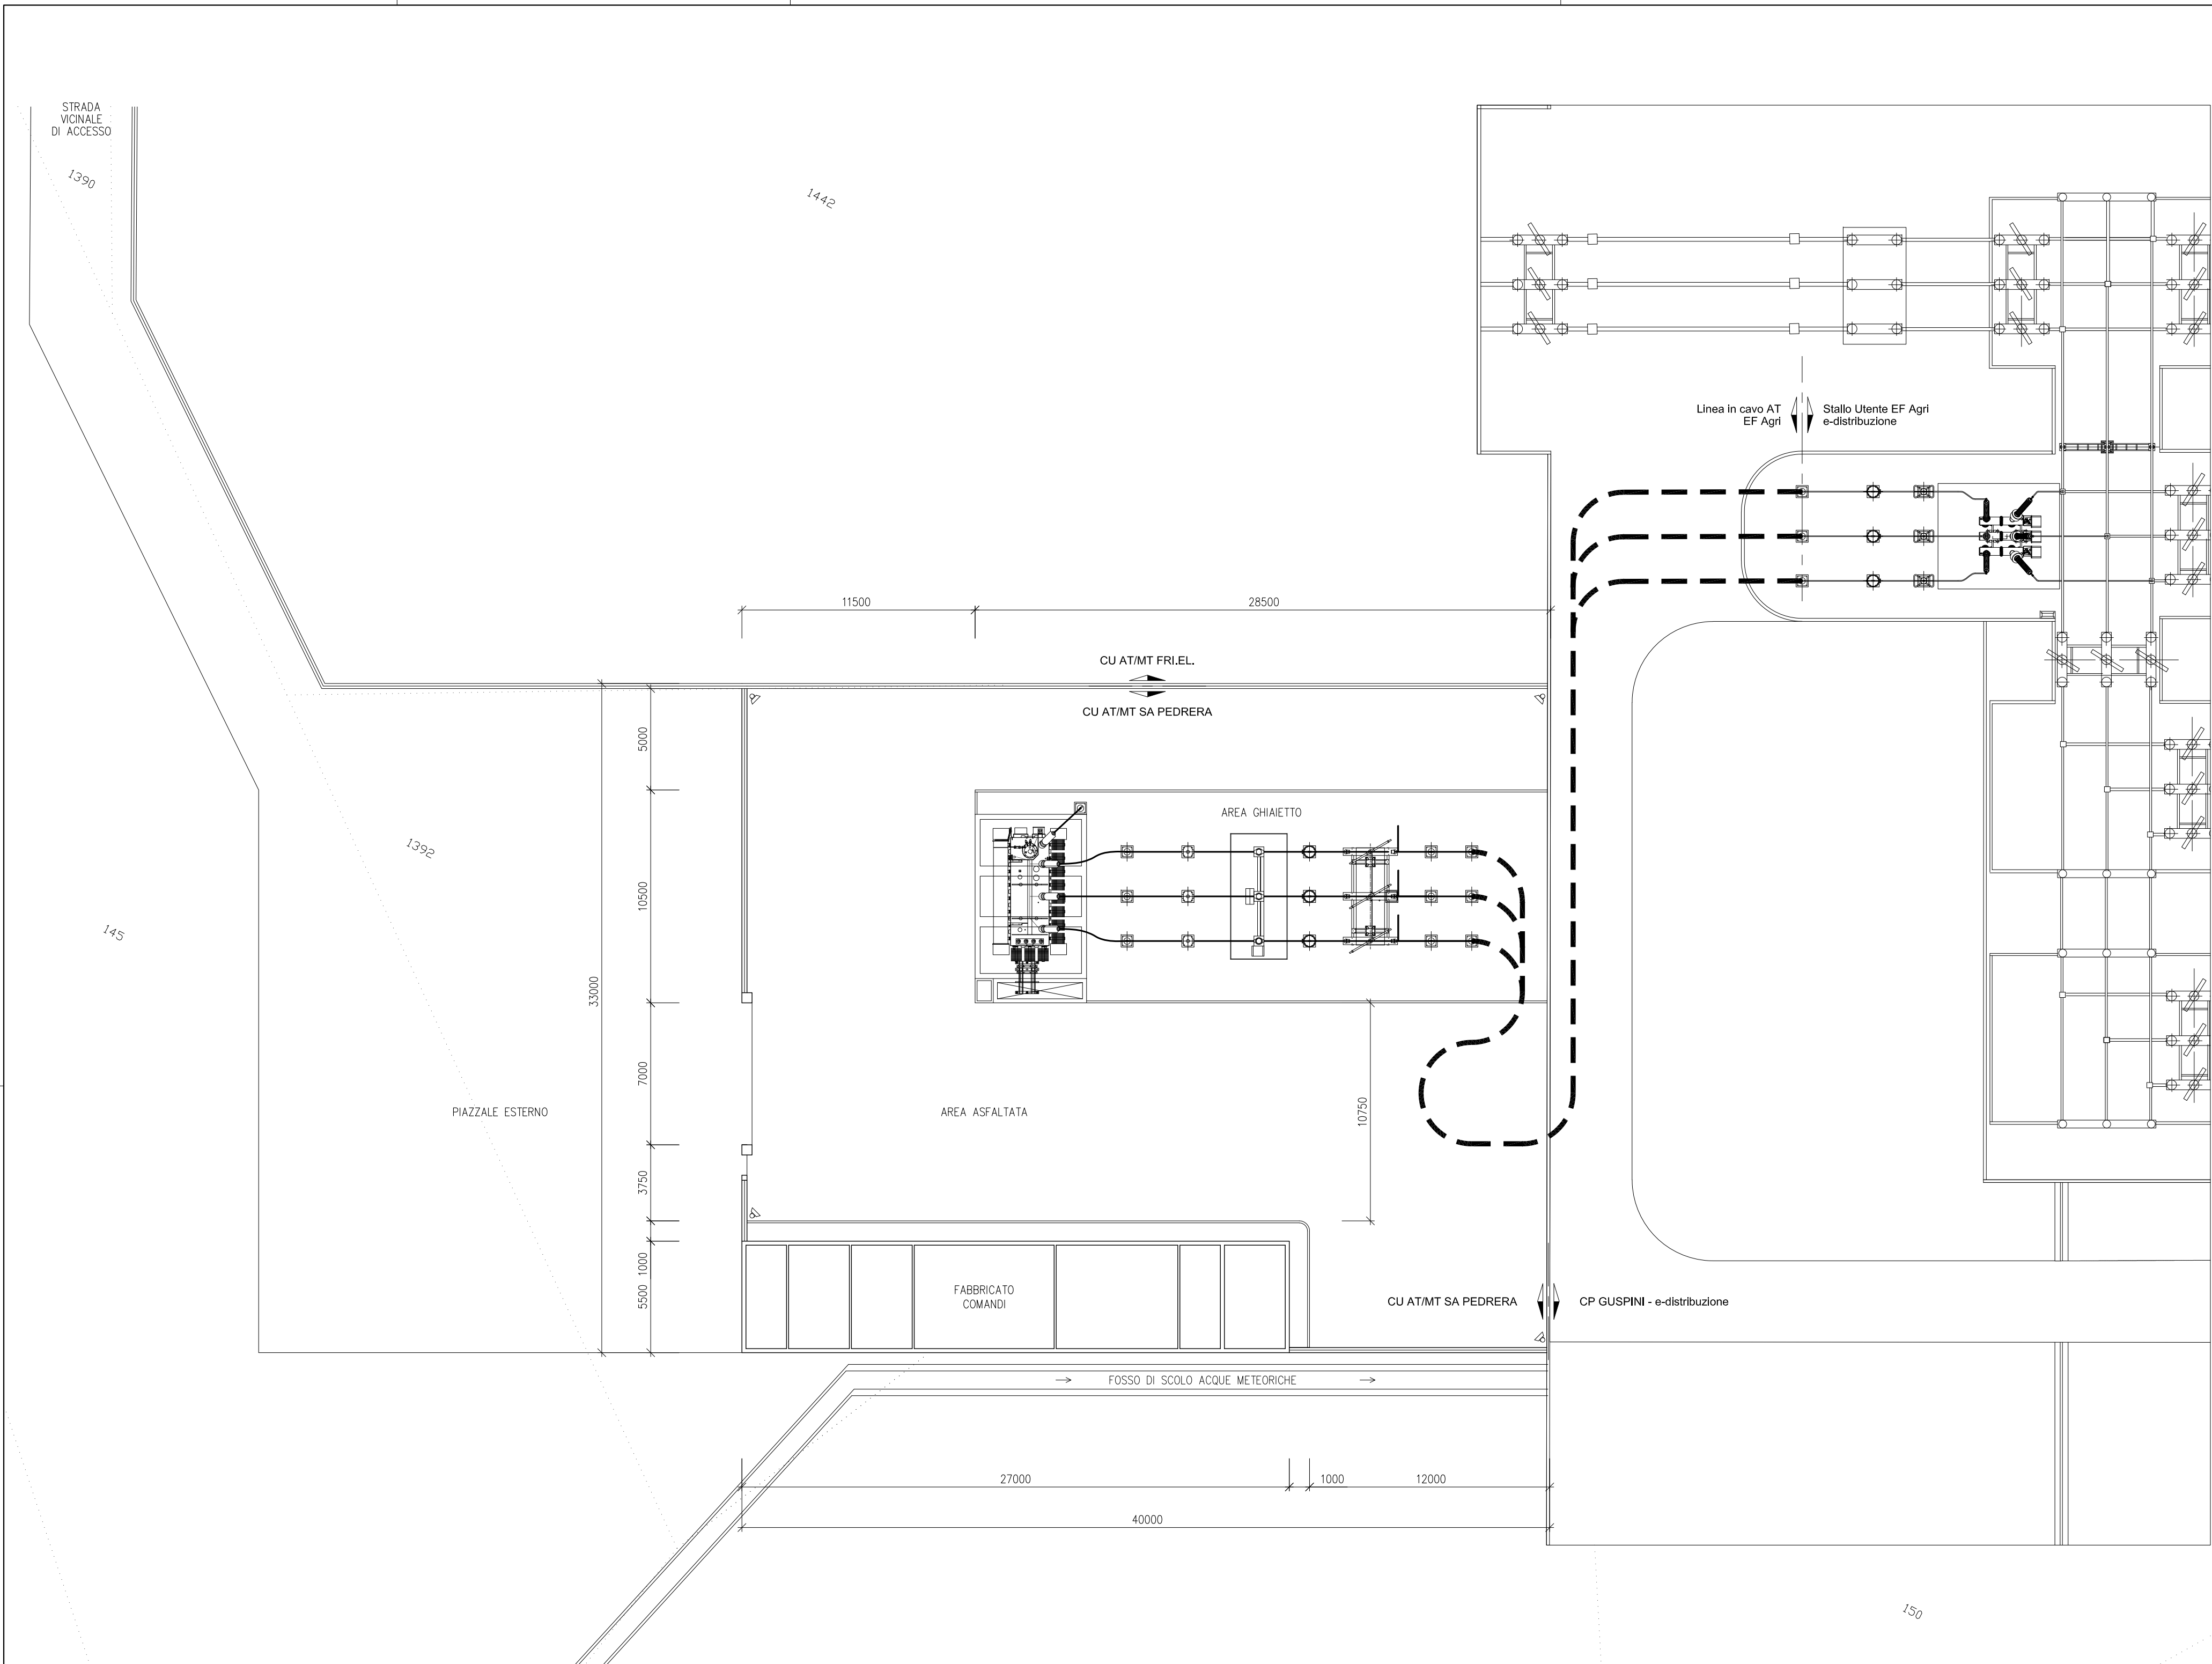 STRADA
VICINALE
DI ACCESSO
1390
1442
Linea in cavo AT
EF Agri
Stallo Utente EF Agri
e-distribuzione
11500
28500
CU AT/MT FRI.EL.
CU AT/MT SA PEDRERA
5000
AREA GHIAIETTO
1392
10500
145
33000
7000
PIAZZALE ESTERNO
AREA ASFALTATA
10750
3750
1000
5500
FABBRICATO
COMANDI
CU AT/MT SA PEDRERA
CP GUSPINI - e-distribuzione
FOSSO DI SCOLO ACQUE METEORICHE
27000
1000
12000
40000
150